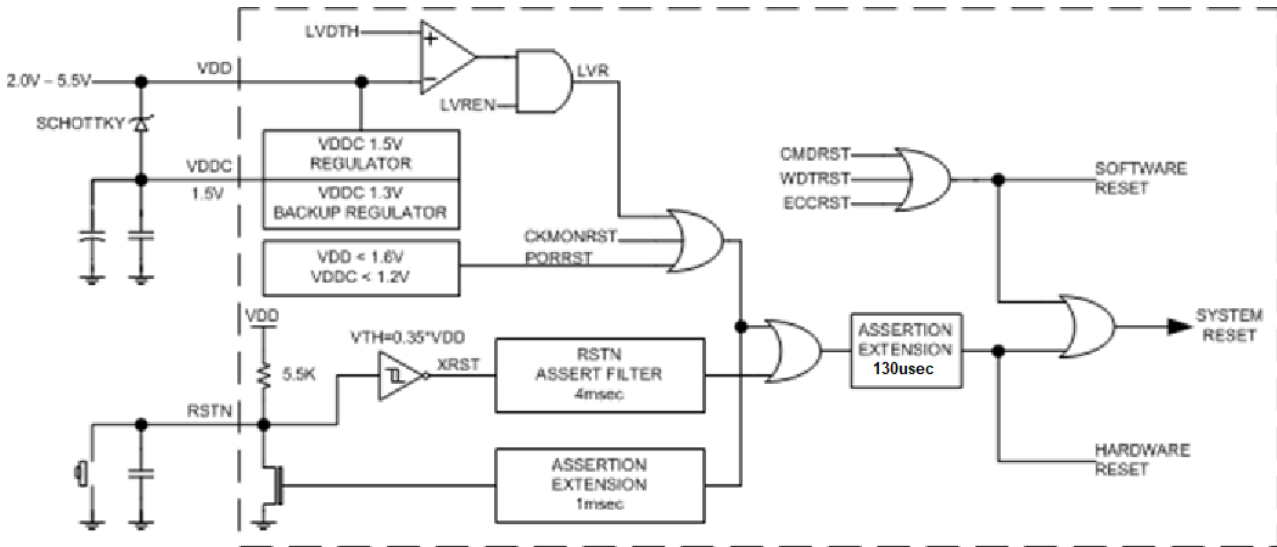 LVDTH
VDD
2.0V – 5.5V
LVR
LVREN
SCHOTTKY
VDDC 1.5V
REGULATOR
VDDC
1.5V
VDDC 1.3V
BACKUP REGULATOR
CMDRST
WDTRST
ECCRST
SOFTWARE
RESET
CKMONRST
PORRST
VDD < 1.6V
VDDC < 1.2V
VDD
VTH=0.35*VDD
5.5K
XRST
RSTN
ASSERT FILTER
4msec
ASSERTION
EXTENSION
130usec
SYSTEM
RESET
RSTN
ASSERTION
EXTENSION
1msec
HARDWARE
RESET